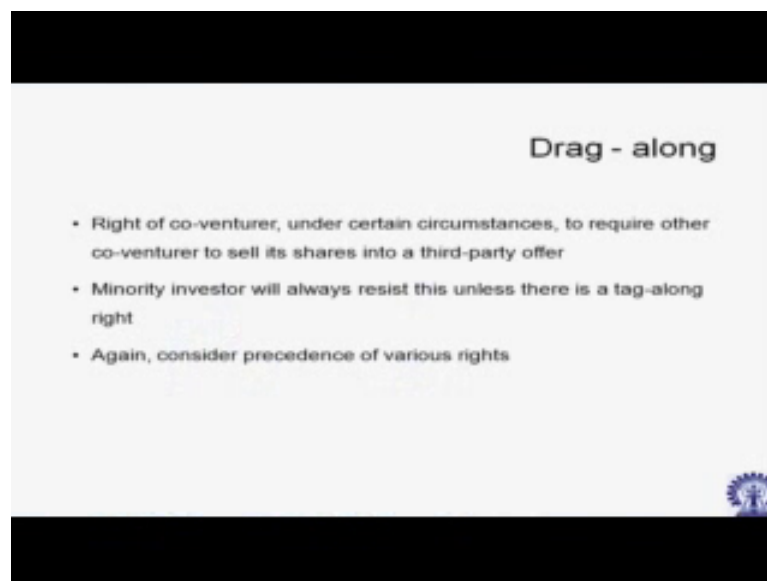 Drag - along
• Right of co-venturer, under certain circumstances, to require other
co-venturer to sell its shares into a third-party offer
• Minority investor will always resist this unless there is a tag-along
right
• Again, consider precedence of various rights